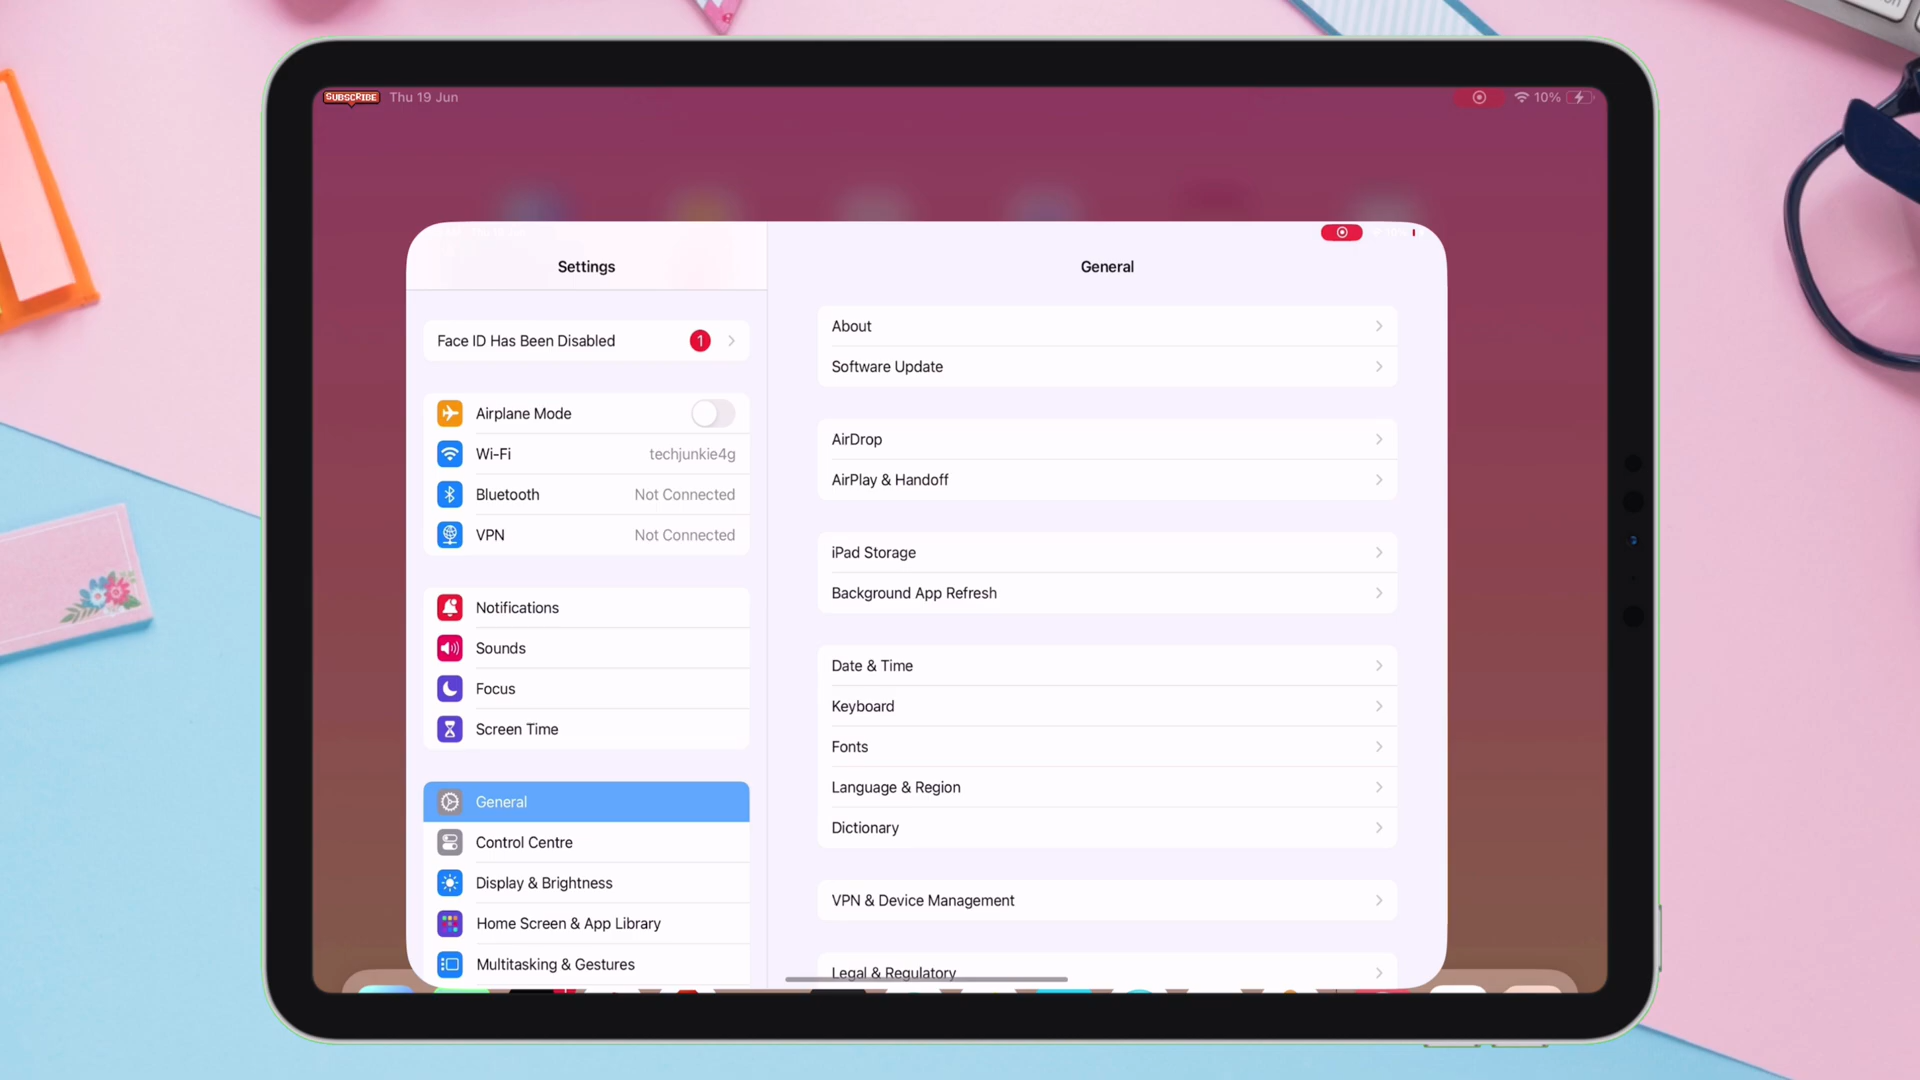 SUBSCRIBE Thu 19 Jun
10%
Settings
General
Face ID Has Been Disabled 1
Airplane Mode
Wi-Fi techjunkie4g
Bluetooth Not Connected
VPN Not Connected
Notifications
Sounds
Focus
Screen Time
General
Control Centre
Display & Brightness
Home Screen & App Library
Multitasking & Gestures
About
Software Update
AirDrop
AirPlay & Handoff
iPad Storage
Background App Refresh
Date & Time
Keyboard
Fonts
Language & Region
Dictionary
VPN & Device Management
Legal & Regulatory